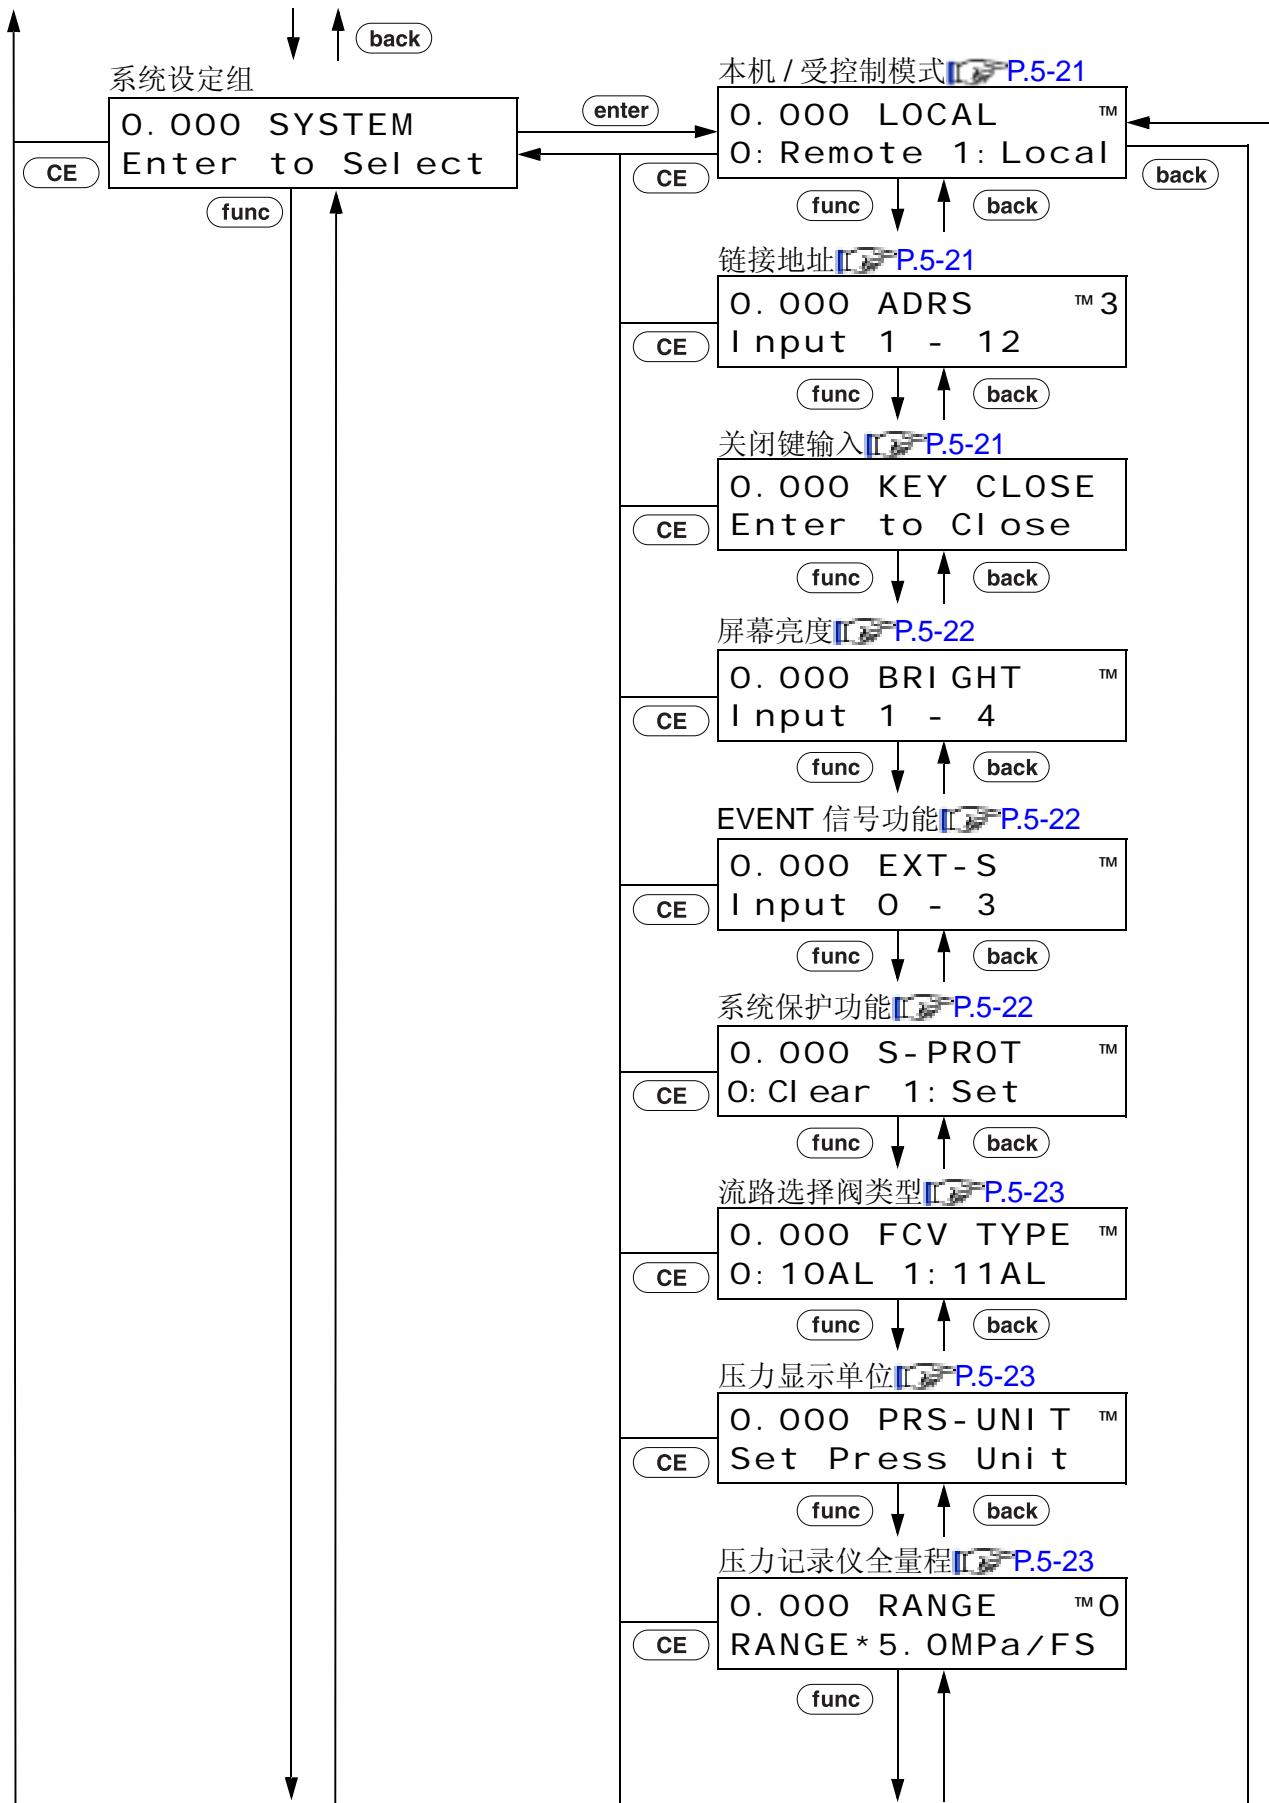 back
系统设定组
0.000 SYSTEM
Enter to Select
CE
func
enter
本机 / 受控制模式 P.5-21
0.000 LOCAL ™
0: Remote 1: Local
CE
back
func
back
链接地址 P.5-21
0.000 ADRS ™3
Input 1 - 12
CE
func
back
关闭键输入 P.5-21
0.000 KEY CLOSE
Enter to Close
CE
func
back
屏幕亮度 P.5-22
0.000 BRIGHT ™
Input 1 - 4
CE
func
back
EVENT 信号功能 P.5-22
0.000 EXT-S ™
Input 0 - 3
CE
func
back
系统保护功能 P.5-22
0.000 S-PROT ™
0: Clear 1: Set
CE
func
back
流路选择阀类型 P.5-23
0.000 FCV TYPE ™
0: 10AL 1: 11AL
CE
func
back
压力显示单位 P.5-23
0.000 PRS-UNIT ™
Set Press Unit
CE
func
back
压力记录仪全量程 P.5-23
0.000 RANGE ™0
RANGE*5.0MPa/FS
CE
func